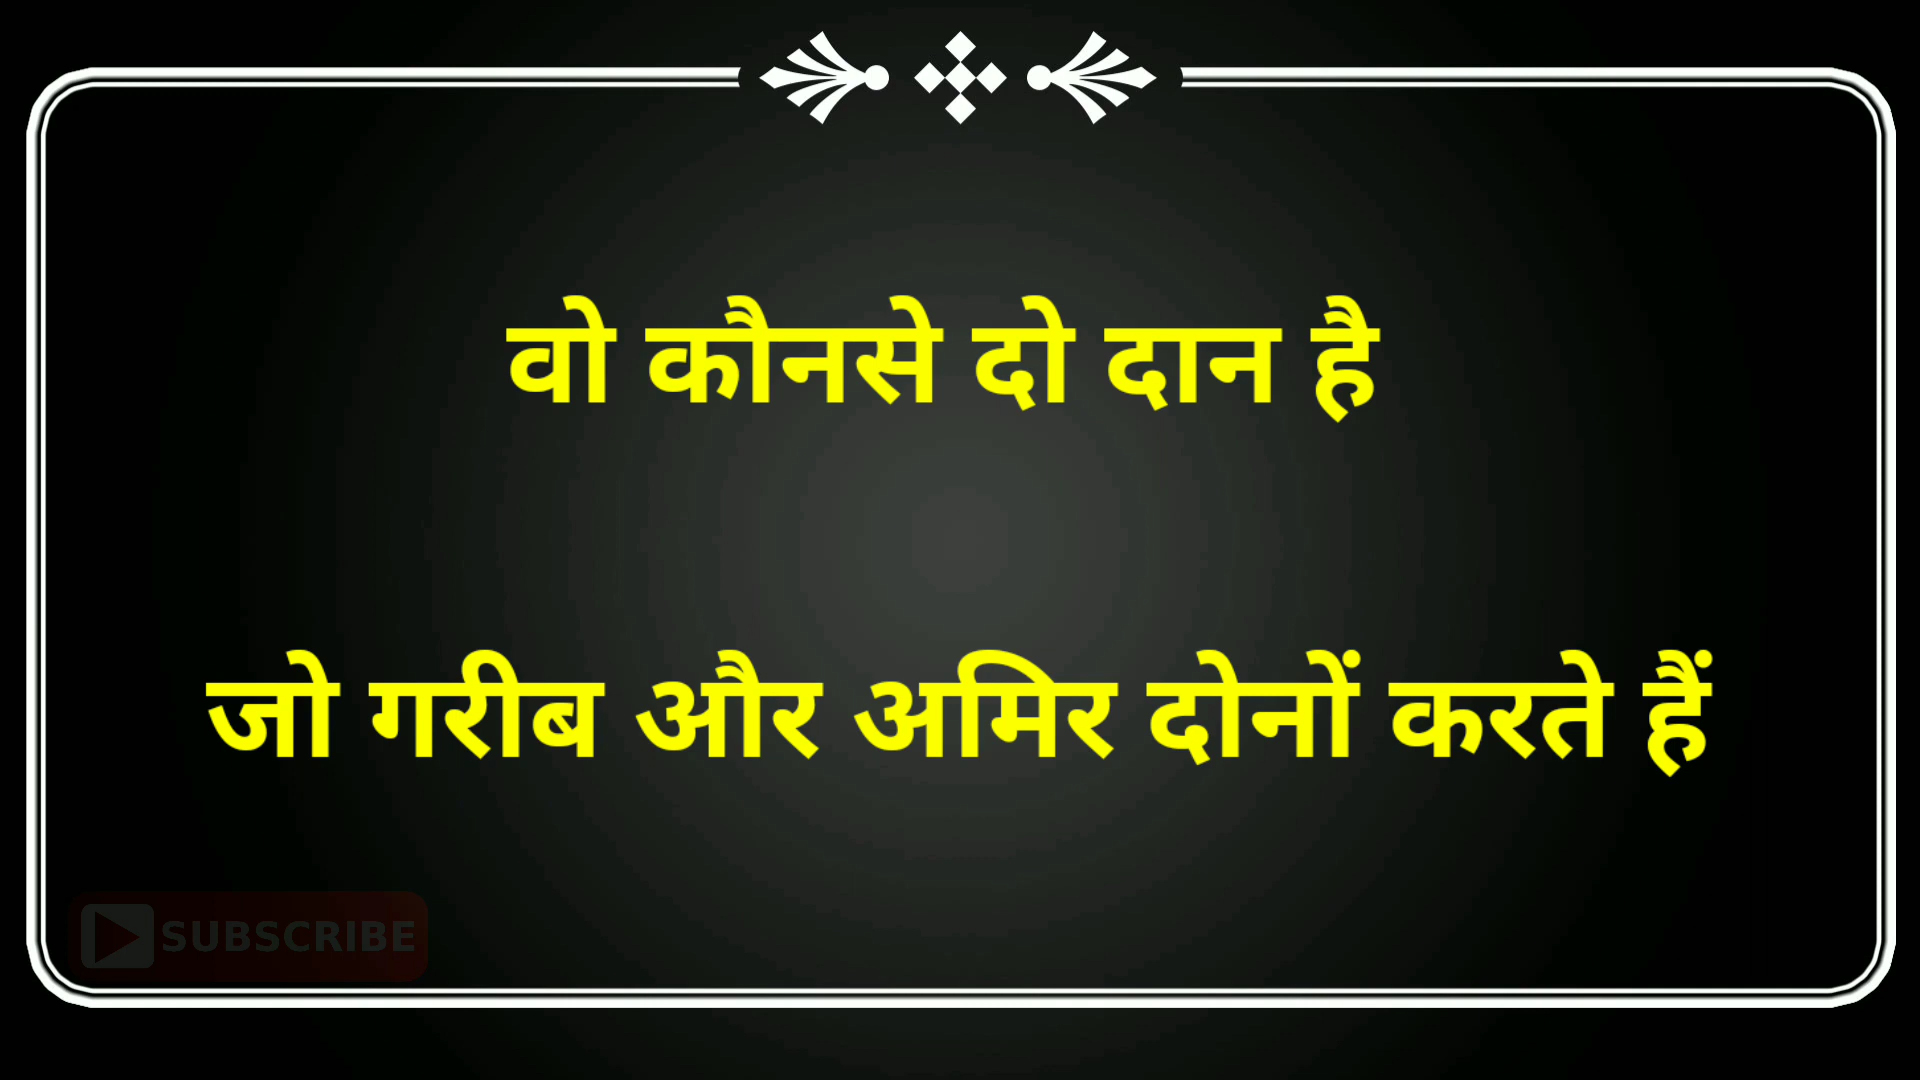 वो कौनसे दो दान है
जो गरीब और अमिर दोनों करते हैं
SUBSCRIBE